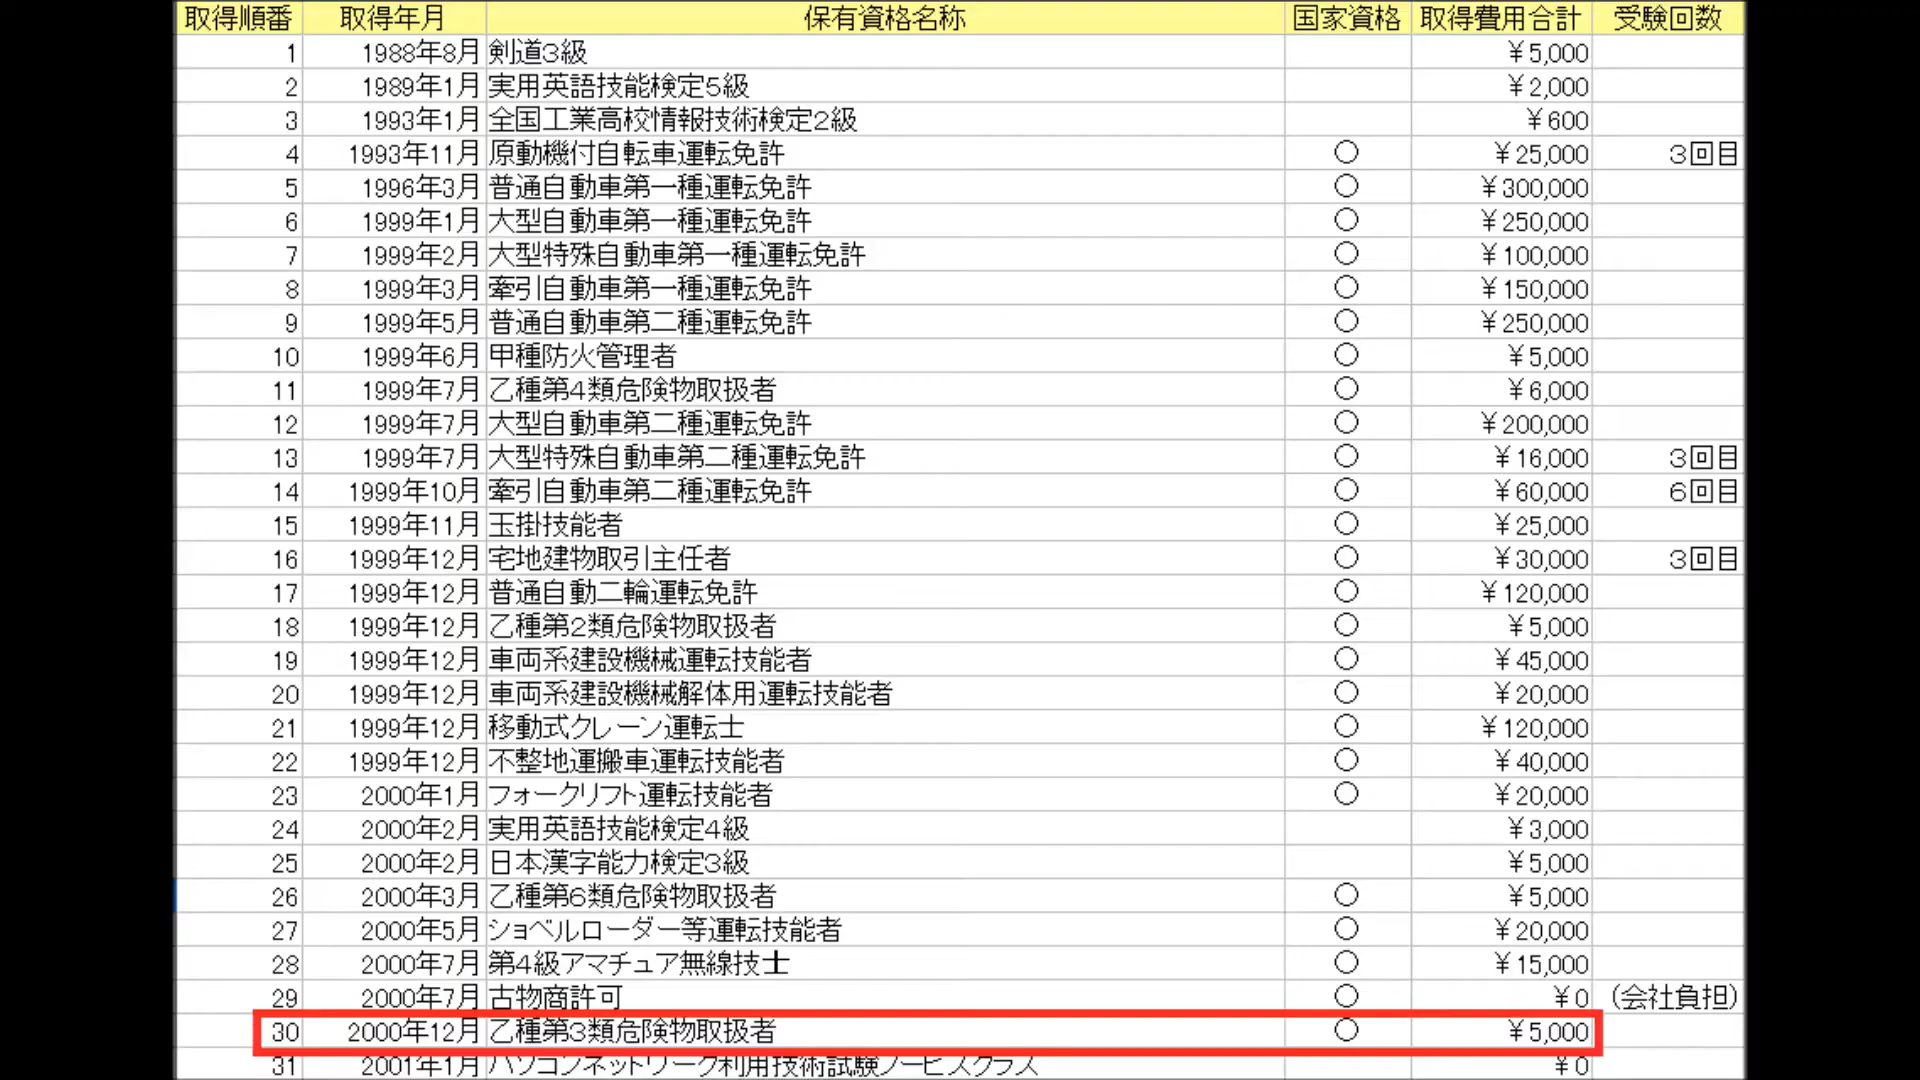 取得順番 取得年月 保有資格名称 国家資格 取得費用合計 受験回数
1 1988年8月 剣道3級 ￥5,000
2 1989年1月 実用英語技能検定5級 ￥2,000
3 1993年1月 全国工業高校情報技術検定2級 ￥600
4 1993年11月 原動機付自転車運転免許 ○ ￥25,000 3回目
5 1996年3月 普通自動車第一種運転免許 ○ ￥300,000
6 1999年1月 大型自動車第一種運転免許 ○ ￥250,000
7 1999年2月 大型特殊自動車第一種運転免許 ○ ￥100,000
8 1999年3月 牽引自動車第一種運転免許 ○ ￥150,000
9 1999年5月 普通自動車第二種運転免許 ○ ￥250,000
10 1999年6月 甲種防火管理者 ○ ￥5,000
11 1999年7月 乙種第4類危険物取扱者 ○ ￥6,000
12 1999年7月 大型自動車第二種運転免許 ○ ￥200,000
13 1999年7月 大型特殊自動車第二種運転免許 ○ ￥16,000 3回目
14 1999年10月 牽引自動車第二種運転免許 ○ ￥60,000 6回目
15 1999年11月 玉掛技能者 ○ ￥25,000
16 1999年12月 宅地建物取引主任者 ○ ￥30,000 3回目
17 1999年12月 普通自動二輪運転免許 ○ ￥120,000
18 1999年12月 乙種第2類危険物取扱者 ○ ￥5,000
19 1999年12月 車両系建設機械運転技能者 ○ ￥45,000
20 1999年12月 車両系建設機械解体用運転技能者 ○ ￥20,000
21 1999年12月 移動式クレーン運転士 ○ ￥120,000
22 1999年12月 不整地運搬車運転技能者 ○ ￥40,000
23 2000年1月 フォークリフト運転技能者 ○ ￥20,000
24 2000年2月 実用英語技能検定4級 ￥3,000
25 2000年2月 日本漢字能力検定3級 ￥5,000
26 2000年3月 乙種第6類危険物取扱者 ○ ￥5,000
27 2000年5月 ショベルローダー等運転技能者 ○ ￥20,000
28 2000年7月 第4級アマチュア無線技士 ○ ￥15,000
29 2000年7月 古物商許可 ○ ￥0 （会社負担）
30 2000年12月 乙種第3類危険物取扱者 ○ ￥5,000
31 2001年1月 パソコンネットワーク利用技術試験ノービスクラス ￥0